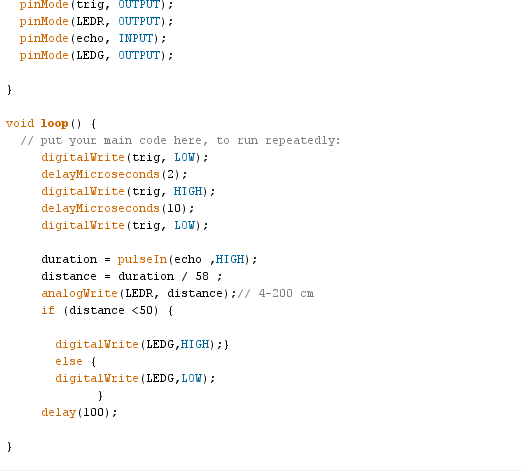 pinMode(trig, OUTPUT);
pinMode(LEDR, OUTPUT);
pinMode(echo, INPUT);
pinMode(LEDG, OUTPUT);
}
void loop() {
// put your main code here, to run repeatedly:
digitalWrite(trig, LOW);
delayMicroseconds(2);
digitalWrite(trig, HIGH);
delayMicroseconds(10);
digitalWrite(trig, LOW);
duration = pulseIn(echo ,HIGH);
distance = duration / 58 ;
analogWrite(LEDR, distance);// 4-200 cm
if (distance <50) {
digitalWrite(LEDG,HIGH);}
else {
digitalWrite(LEDG,LOW);
}
delay(100);
}